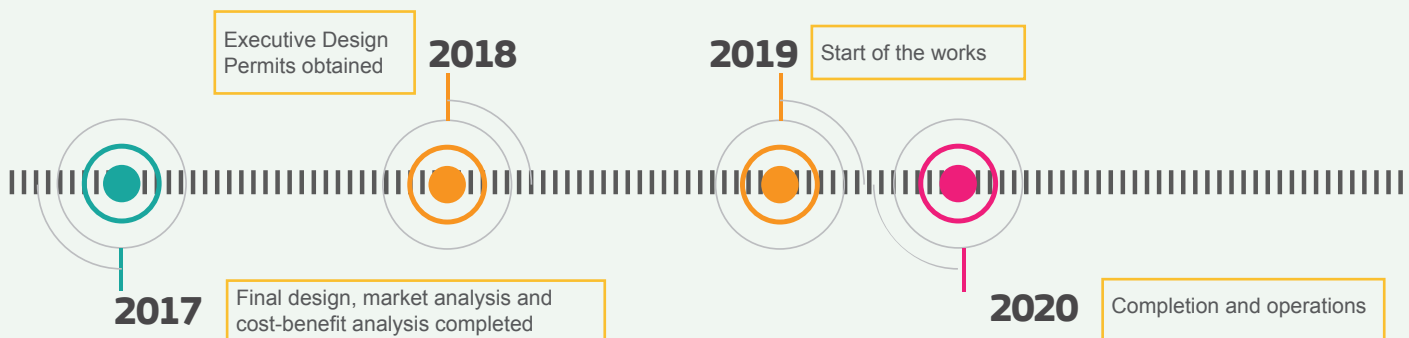 2017
Final design, market analysis and
cost-benefit analysis completed
Executive Design
Permits obtained
2018
2019
Start of the works
2020
Completion and operations